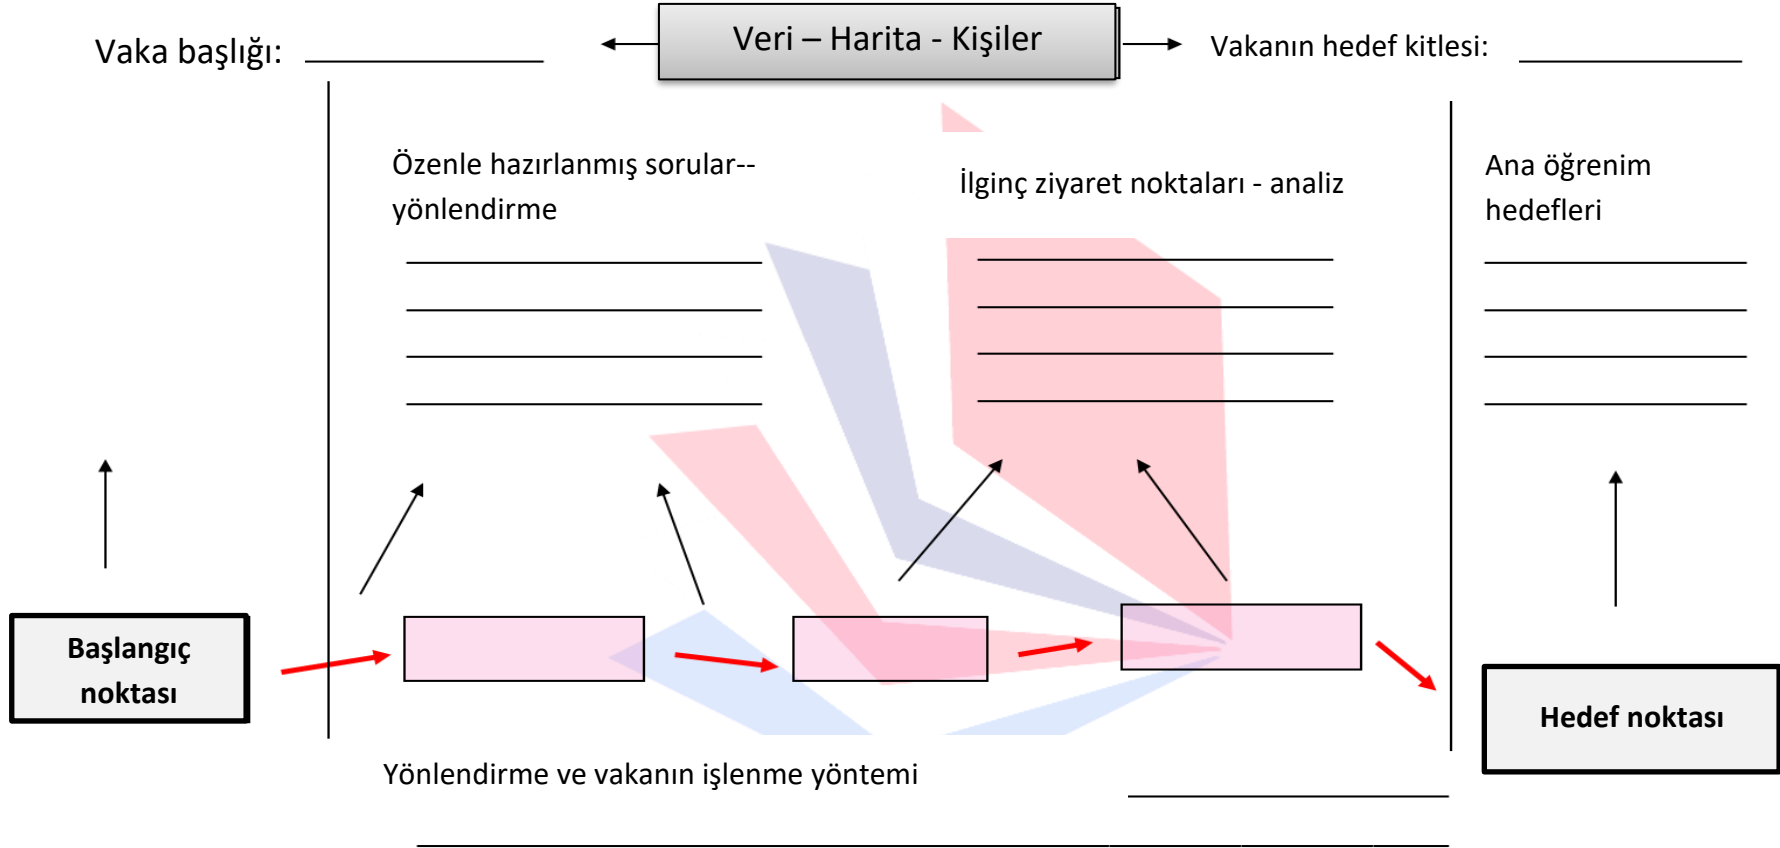 Vaka başlığı:
Veri – Harita - Kişiler
Vakanın hedef kitlesi:
Özenle hazırlanmış sorular--
yönlendirme
İlginç ziyaret noktaları - analiz
Ana öğrenim
hedefleri
Başlangıç
noktası
Hedef noktası
Yönlendirme ve vakanın işlenme yöntemi